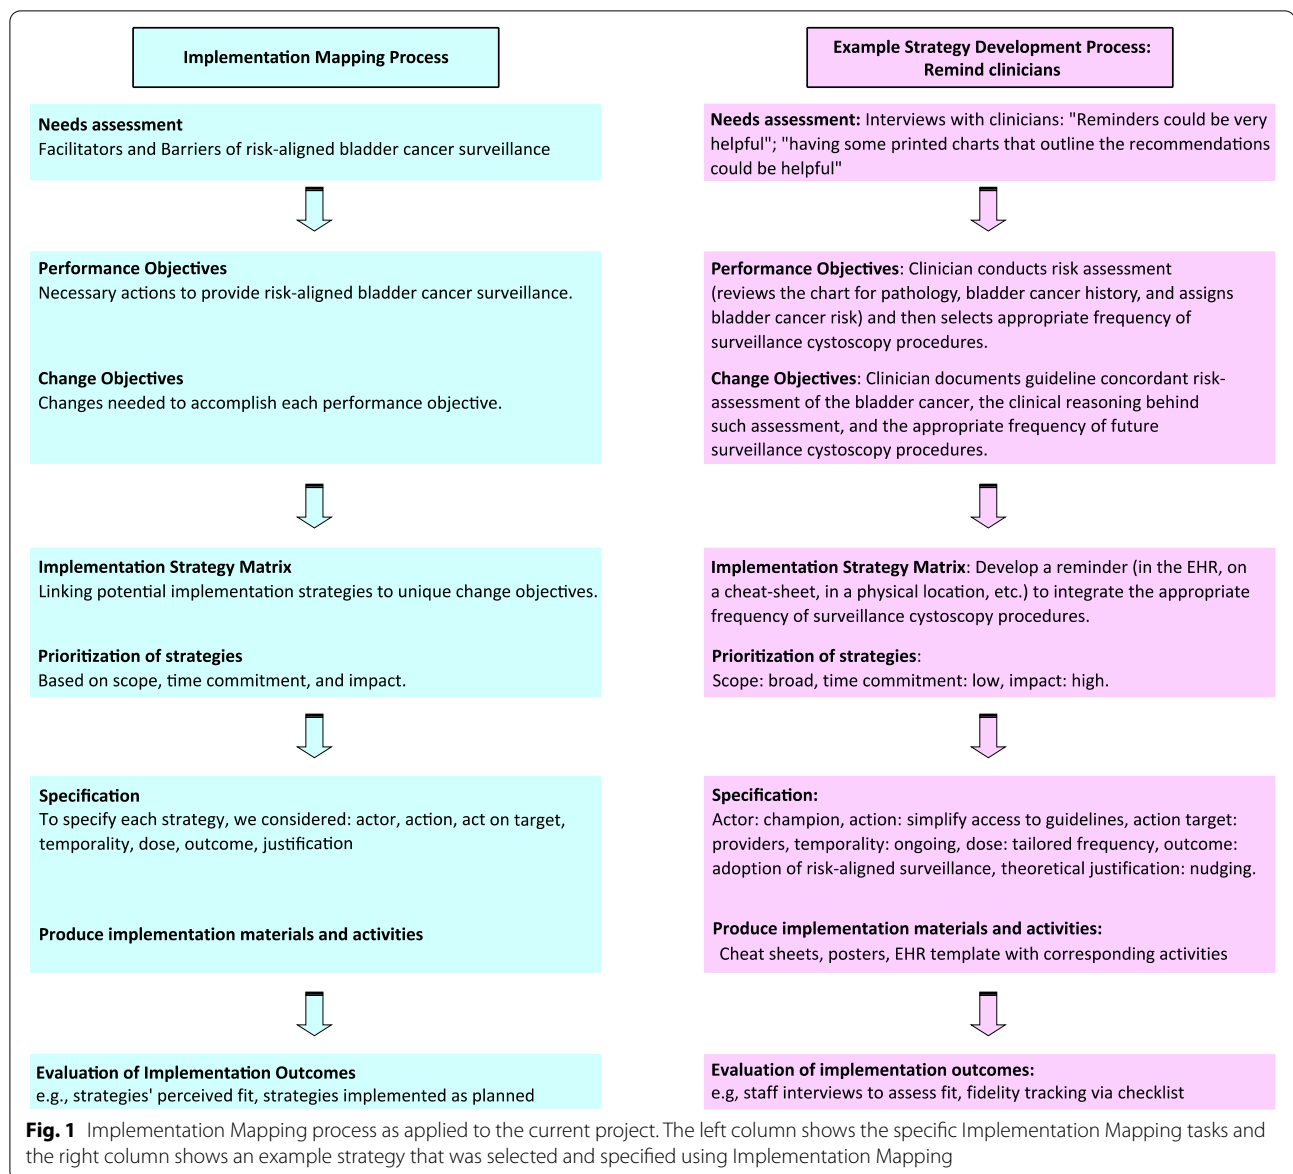 Implementation Mapping Process
Needs assessment
Facilitators and Barriers of risk-aligned bladder cancer surveillance
Performance Objectives
Necessary actions to provide risk-aligned bladder cancer surveillance.
Change Objectives
Changes needed to accomplish each performance objective.
Implementation Strategy Matrix
Linking potential implementation strategies to unique change objectives.
Prioritization of strategies
Based on scope, time commitment, and impact.
Specification
To specify each strategy, we considered: actor, action, act on target,
temporality, dose, outcome, justification
Produce implementation materials and activities
Evaluation of Implementation Outcomes
e.g., strategies' perceived fit, strategies implemented as planned
Example Strategy Development Process:
Remind clinicians
Needs assessment: Interviews with clinicians: "Reminders could be very
helpful"; "having some printed charts that outline the recommendations
could be helpful"
Performance Objectives: Clinician conducts risk assessment
(reviews the chart for pathology, bladder cancer history, and assigns
bladder cancer risk) and then selects appropriate frequency of
surveillance cystoscopy procedures.
Change Objectives: Clinician documents guideline concordant risk-
assessment of the bladder cancer, the clinical reasoning behind
such assessment, and the appropriate frequency of future
surveillance cystoscopy procedures.
Implementation Strategy Matrix: Develop a reminder (in the EHR, on
a cheat-sheet, in a physical location, etc.) to integrate the appropriate
frequency of surveillance cystoscopy procedures.
Prioritization of strategies:
Scope: broad, time commitment: low, impact: high.
Specification:
Actor: champion, action: simplify access to guidelines, action target:
providers, temporality: ongoing, dose: tailored frequency, outcome:
adoption of risk-aligned surveillance, theoretical justification: nudging.
Produce implementation materials and activities:
Cheat sheets, posters, EHR template with corresponding activities
Evaluation of implementation outcomes:
e.g, staff interviews to assess fit, fidelity tracking via checklist
Fig. 1 Implementation Mapping process as applied to the current project. The left column shows the specific Implementation Mapping tasks and
the right column shows an example strategy that was selected and specified using Implementation Mapping